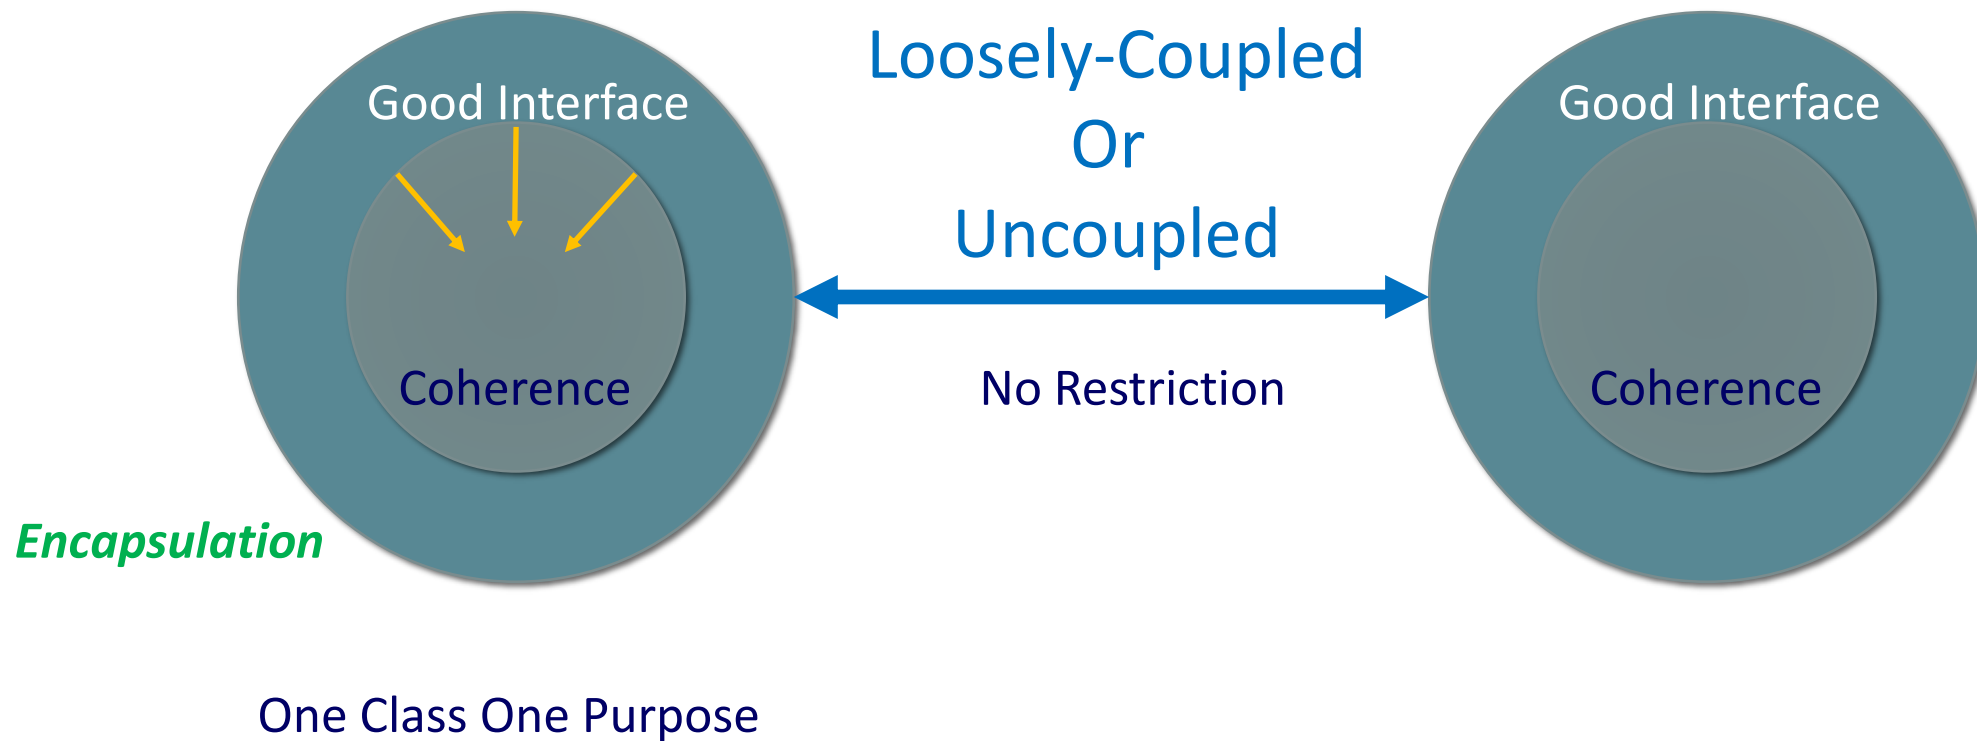 Loosely-Coupled
Or
Uncoupled
Good Interface
Good Interface
Coherence
No Restriction
Coherence
Encapsulation
One Class One Purpose